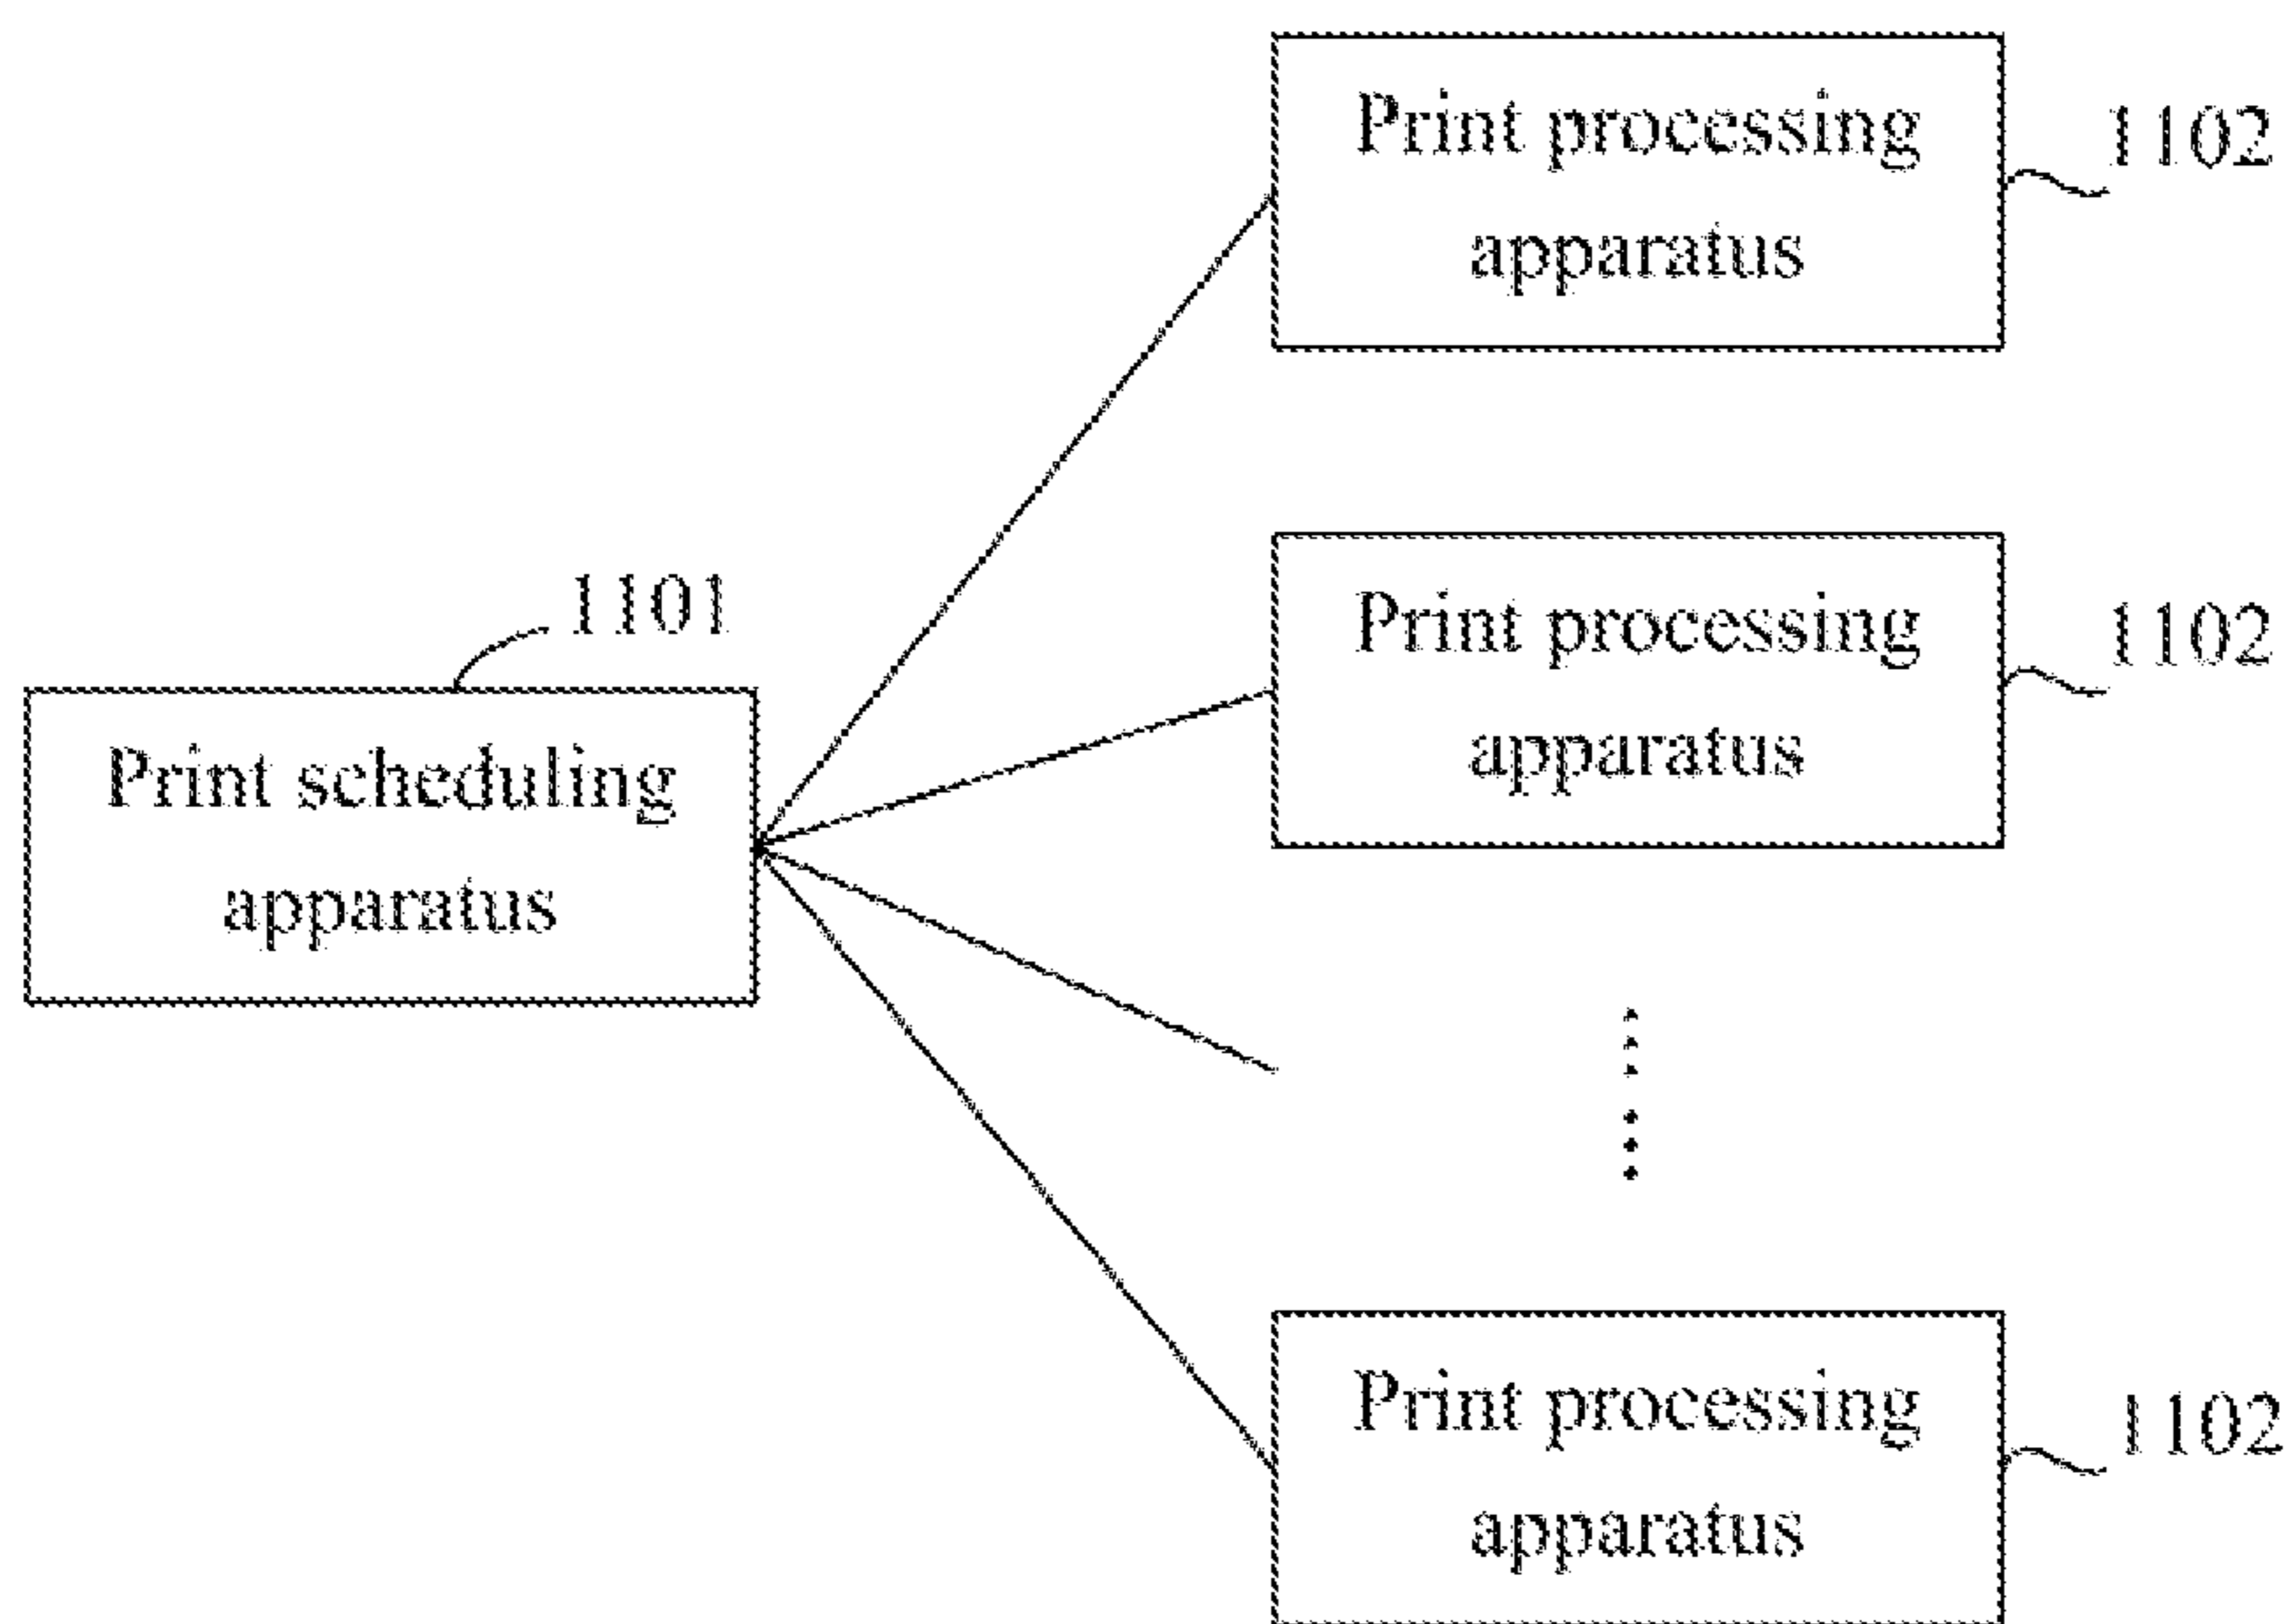 Print processing
apparatus
1102
Print processing
apparatus
1102
1101
Print scheduling
apparatus
Print processing
apparatus
1102